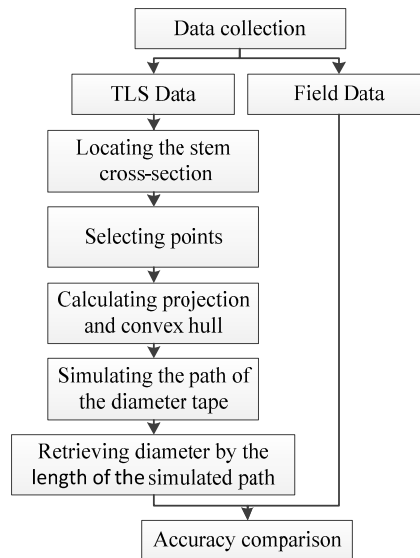 Data collection
TLS Data
Field Data
Locating the stem
cross-section
Selecting points
Calculating projection
and convex hull
Simulating the path of
the diameter tape
Retrieving diameter by the
length of the simulated path
Accuracy comparison